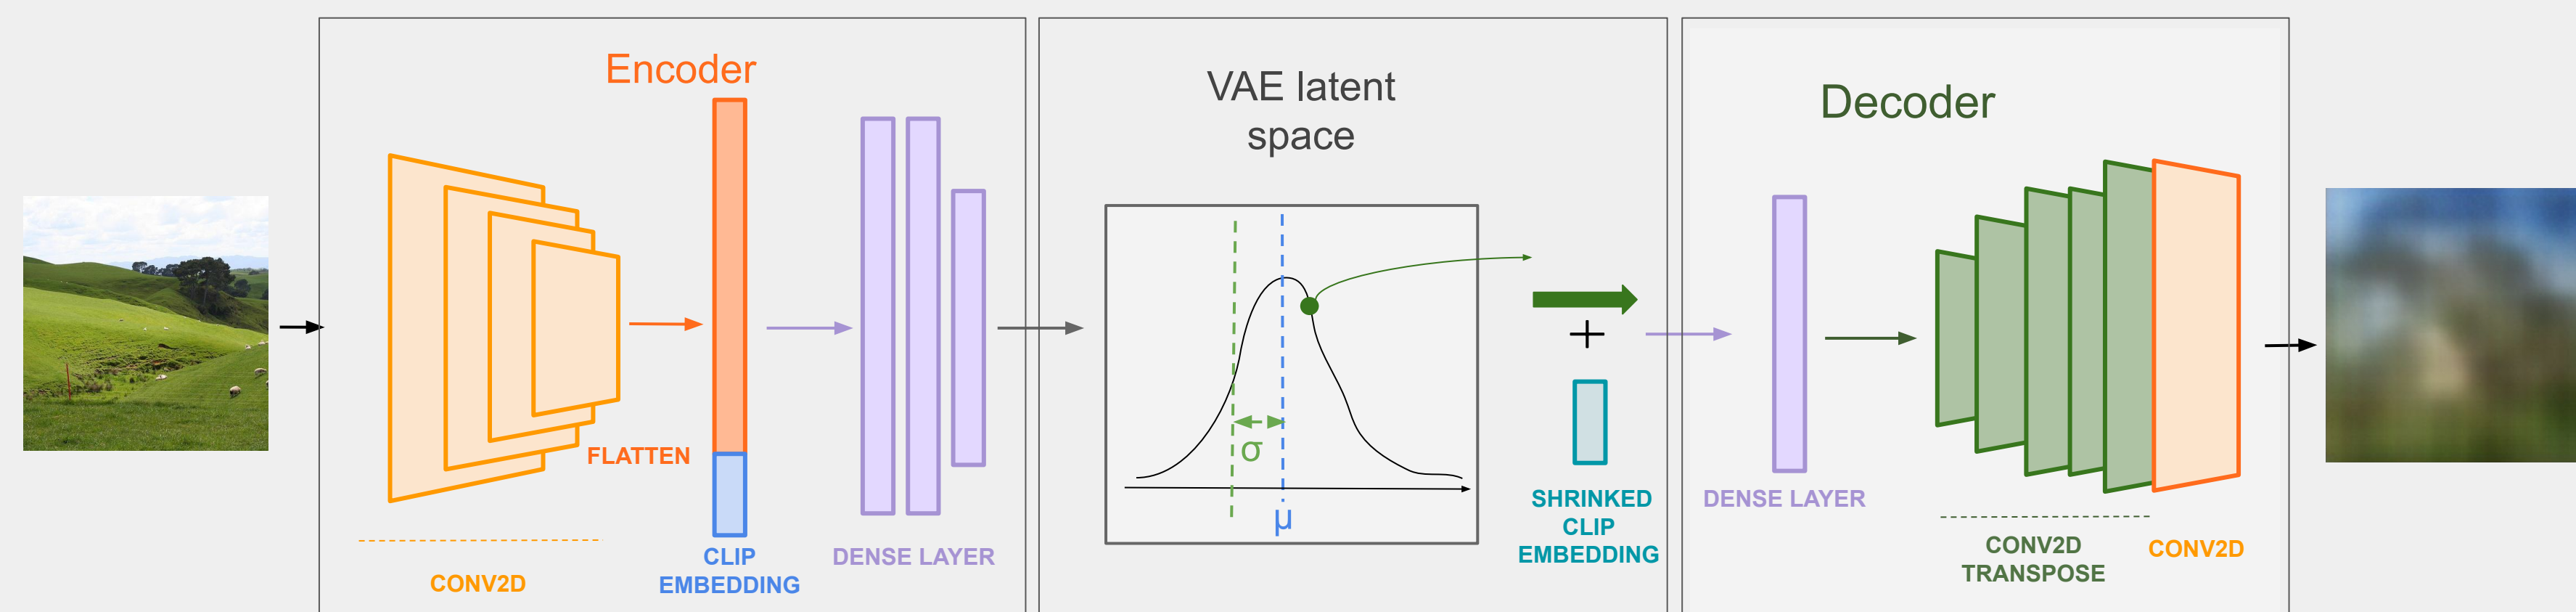 Encoder
FLATTEN
CONV2D
CLIP
EMBEDDING
DENSE LAYER
VAE latent
space
σ
μ
+
SHRINKED
CLIP
EMBEDDING
Decoder
DENSE LAYER
CONV2D
TRANSPOSE
CONV2D